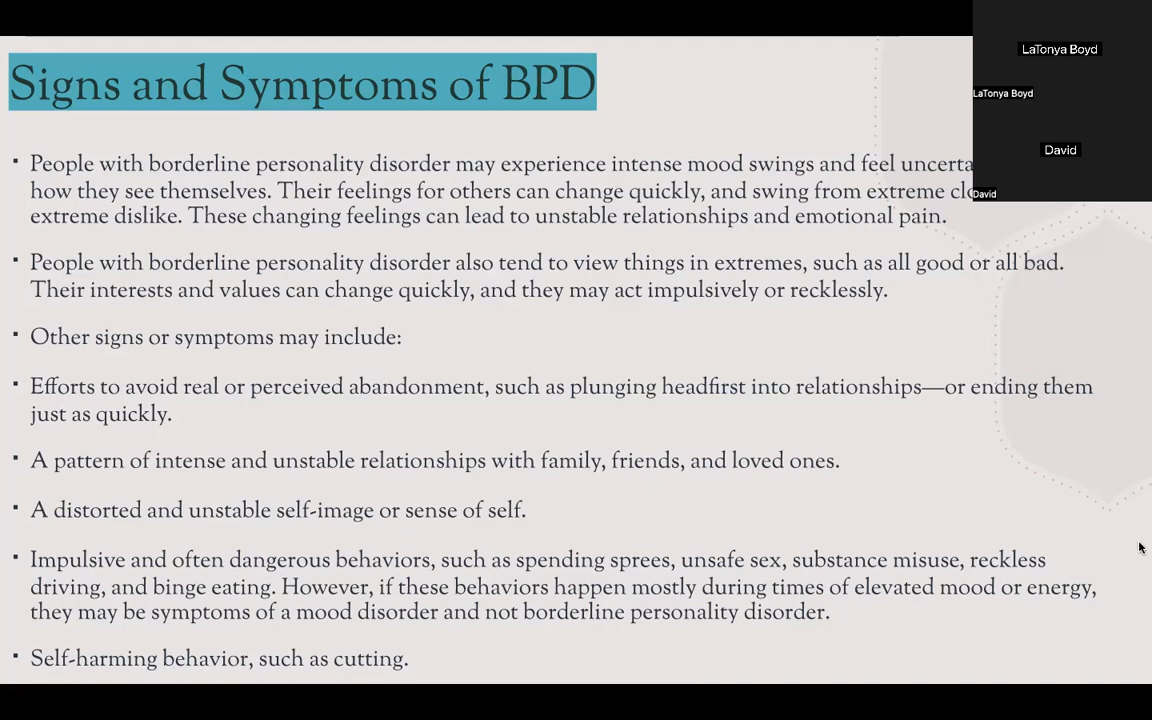 Signs and Symptoms of BPD
LaTonya Boyd
LaTonya Boyd
David
David
▪ People with borderline personality disorder may experience intense mood swings and feel
how they see themselves. Their feelings for others can change quickly, and swing from extreme
extreme dislike. These changing feelings can lead to unstable relationships and emotional pain.
▪ People with borderline personality disorder also tend to view things in extremes, such as all good or all bad.
Their interests and values can change quickly, and they may act impulsively or recklessly.
▪ Other signs or symptoms may include:
▪ Efforts to avoid real or perceived abandonment, such as plunging headfirst into relationships—or ending them
just as quickly.
▪ A pattern of intense and unstable relationships with family, friends, and loved ones.
▪ A distorted and unstable self-image or sense of self.
▪ Impulsive and often dangerous behaviors, such as spending sprees, unsafe sex, substance misuse, reckless
driving, and binge eating. However, if these behaviors happen mostly during times of elevated mood or energy,
they may be symptoms of a mood disorder and not borderline personality disorder.
▪ Self-harming behavior, such as cutting.